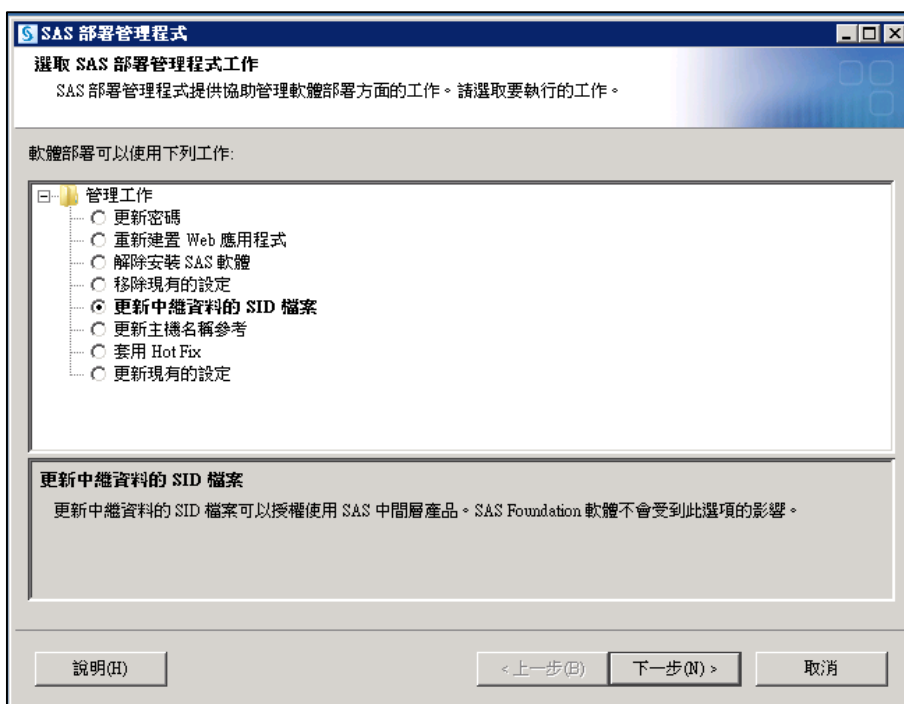 SAS 部署管理程式
選取 SAS 部署管理程式工作
SAS 部署管理程式提供協助管理軟體部署方面的工作。請選取要執行的工作。
軟體部署可以使用下列工作:
管理工作
更新密碼
重新建置 Web 應用程式
解除安裝 SAS 軟體
移除現有的設定
更新中繼資料的 SID 檔案
更新主機名稱參考
套用 Hot Fix
更新現有的設定
更新中繼資料的 SID 檔案
更新中繼資料的 SID 檔案可以授權使用 SAS 中間層產品。SAS Foundation 軟體不會受到此選項的影響。
說明(H)
<上一步(B)
下一步(N) >
取消